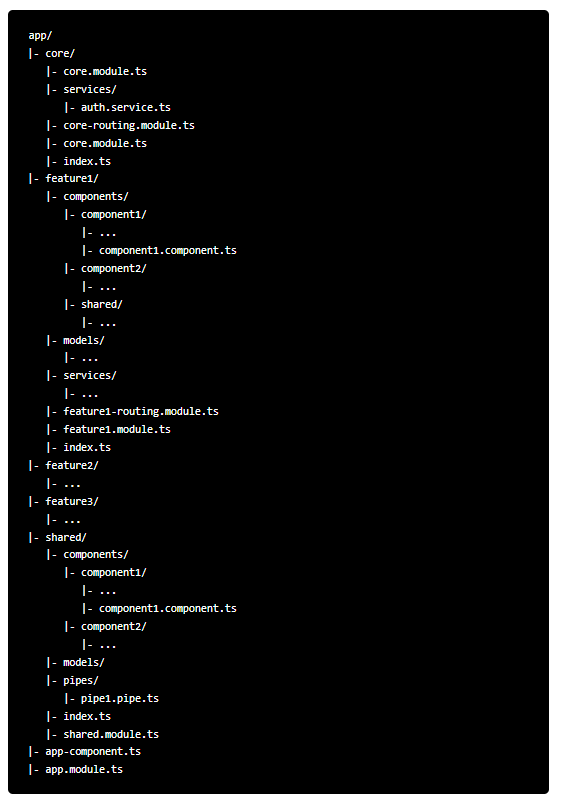 app/
|- core/
   |- core.module.ts
   |- services/
      |- auth.service.ts
   |- core-routing.module.ts
   |- core.module.ts
   |- index.ts
|- feature1/
   |- components/
      |- component1/
         |- ...
         |- component1.component.ts
      |- component2/
         |- ...
      |- shared/
         |- ...
   |- models/
      |- ...
   |- services/
      |- ...
   |- feature1-routing.module.ts
   |- feature1.module.ts
   |- index.ts
|- feature2/
   |- ...
|- feature3/
   |- ...
|- shared/
   |- components/
      |- component1/
         |- ...
         |- component1.component.ts
      |- component2/
         |- ...
   |- models/
   |- pipes/
      |- pipe1.pipe.ts
   |- index.ts
   |- shared.module.ts
|- app-component.ts
|- app.module.ts